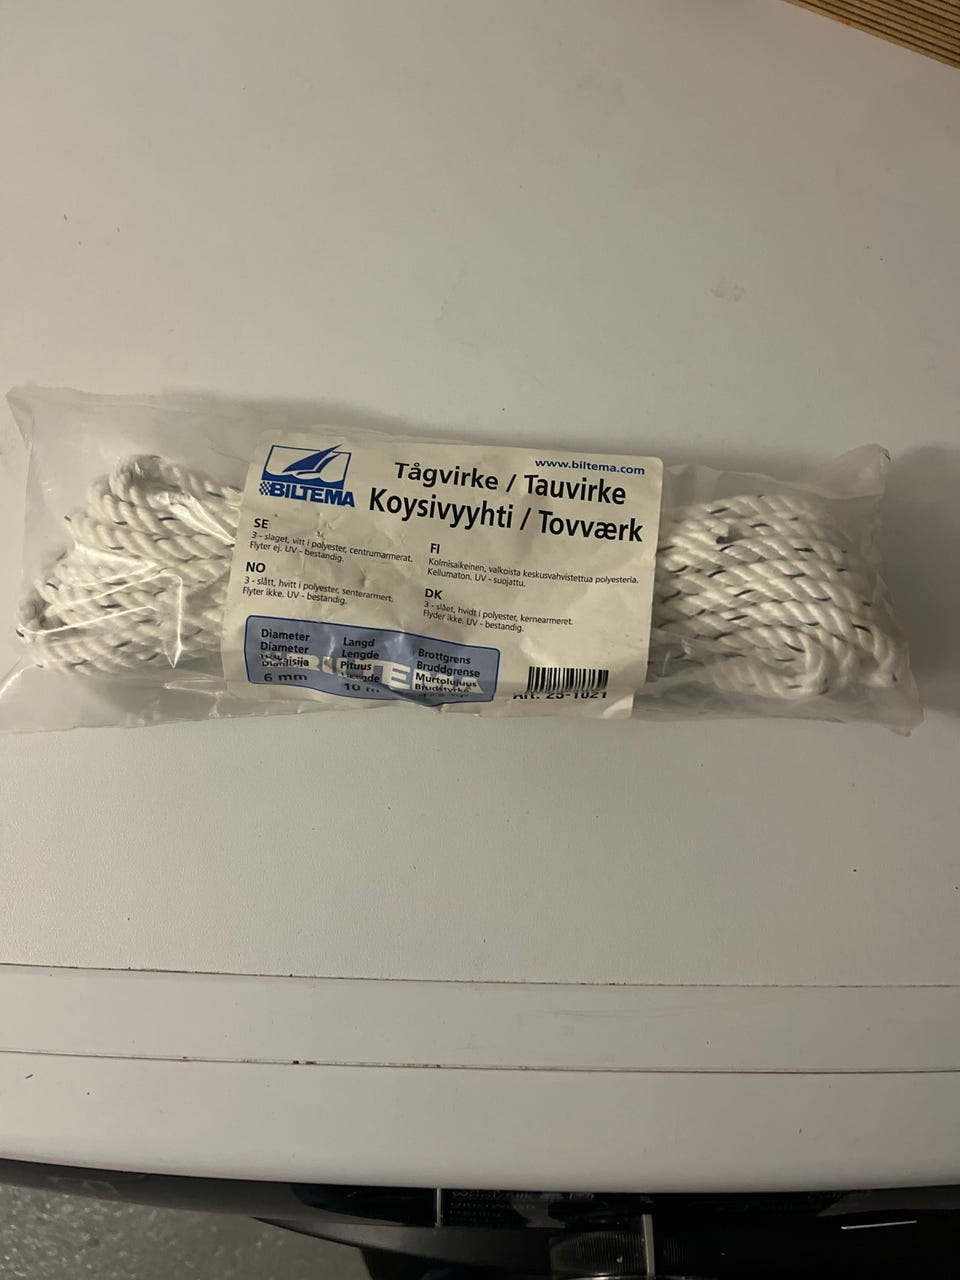 www.biltema.com
BILTEMA
Tågvirke / Tauvirke
Koysivyyhti / Tovværk
SE
3 - slaget, vitt i polyester, centrumarmerat.
Flyter ej. UV - bestandig.
NO
3 - slått, hvitt i polyester, senterarmert.
Flyter ikke. UV - bestandig.
FI
Kolmisaikeinen, valkoista keskusvahvistettua polyesteria.
Kellumaton. UV - suojattu.
DK
3 - slået, hvidt i polyester, kernearmeret.
Flyder ikke. UV - bestandig.
Diameter
Diameter
6 mm
Langd
Lengde
Pituus
10 m
Brottgrens
Bruddgrense
Murtolujuus
Brudstyrke
Art. 25-1021